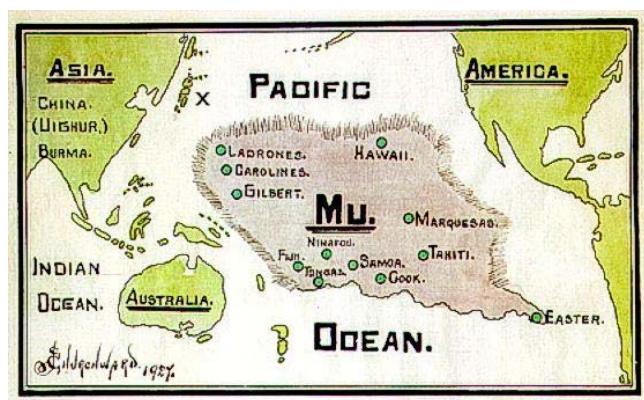 ASIA.
CHINA.
(UIGHUR.)
BURMA.
X
PACIFIC
AMERICA.
LADRONES.
CAROLINES.
GILBERT.
HAWAII.
MU.
MARQUESAS.
NINAFOU.
FIJI.
TONGAS.
SAMOA.
COOK.
TAHITI.
INDIAN
OCEAN.
AUSTRALIA.
EASTER.
OCEAN.
CHURCHWARD. 1927.